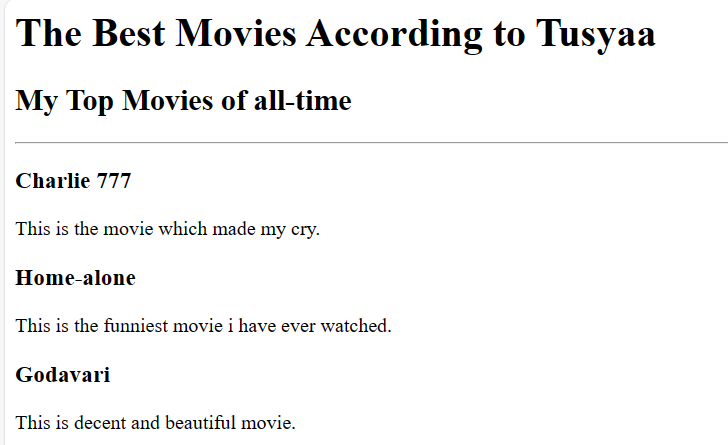 The Best Movies According to Tusyaa
My Top Movies of all-time
Charlie 777
This is the movie which made my cry.
Home-alone
This is the funniest movie i have ever watched.
Godavari
This is decent and beautiful movie.